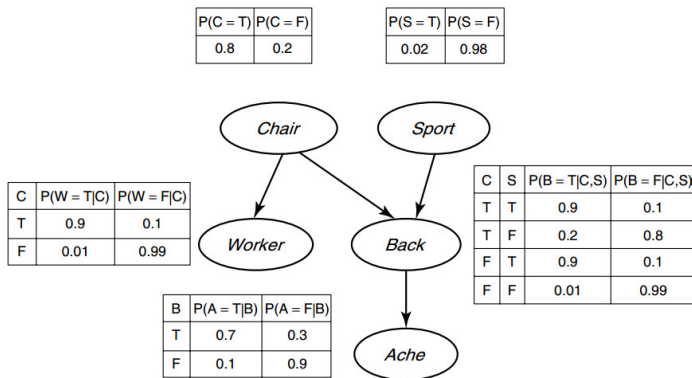 P(C = T) P(C = F)
0.8 0.2
P(S = T) P(S = F)
0.02 0.98
Chair
Sport
C P(W = T|C) P(W = F|C)
T 0.9 0.1
F 0.01 0.99
Worker
Back
C S P(B = T|C,S) P(B = F|C,S)
T T 0.9 0.1
T F 0.2 0.8
F T 0.9 0.1
F F 0.01 0.99
B P(A = T|B) P(A = F|B)
T 0.7 0.3
F 0.1 0.9
Ache